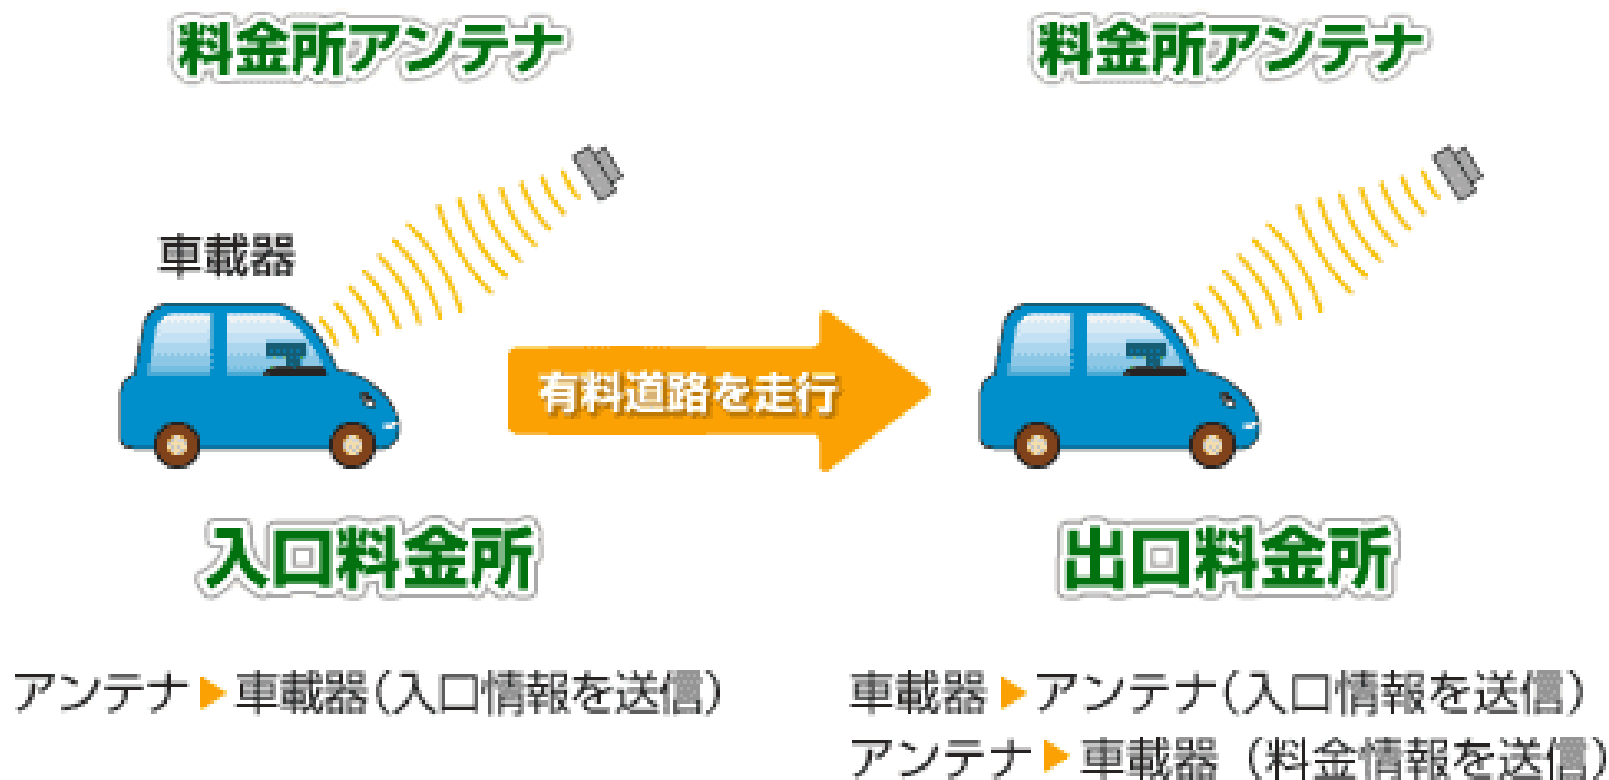 料金所アンテナ
料金所アンテナ
車載器
有料道路を走行
入口料金所
出口料金所
アンテナ▶車載器(入口情報を送信)
車載器▶アンテナ(入口情報を送信)
アンテナ▶車載器(料金情報を送信)